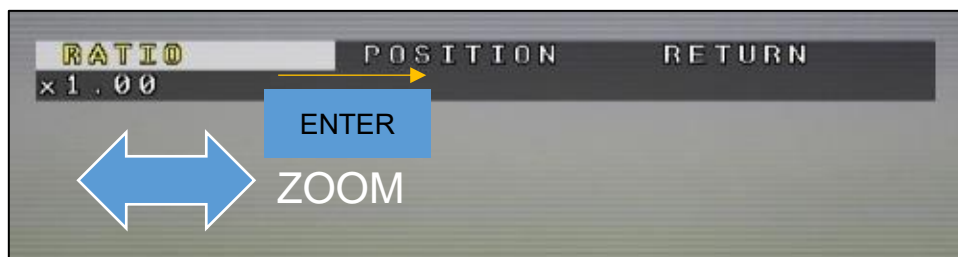 RATIO POSITION RETURN
×1.00
ENTER
ZOOM